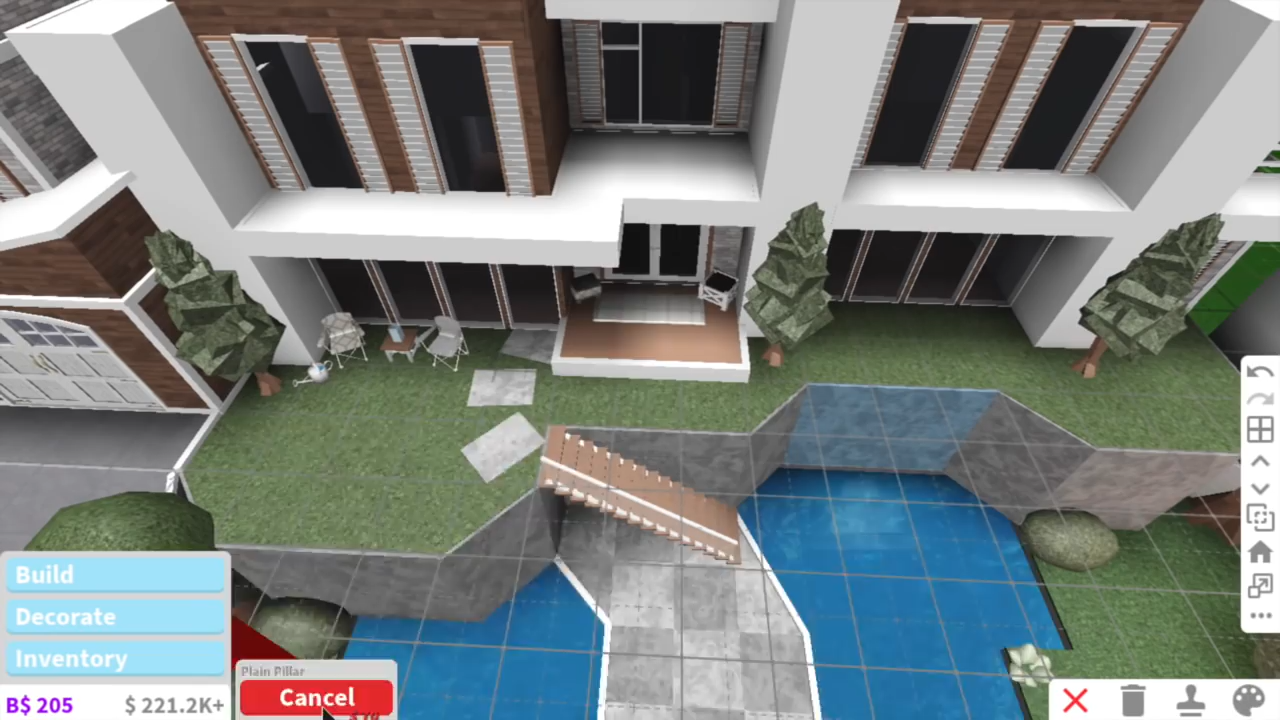 Build
Decorate
Inventory
B$ 205
$ 221.2K+
Plain Pillar
Cancel